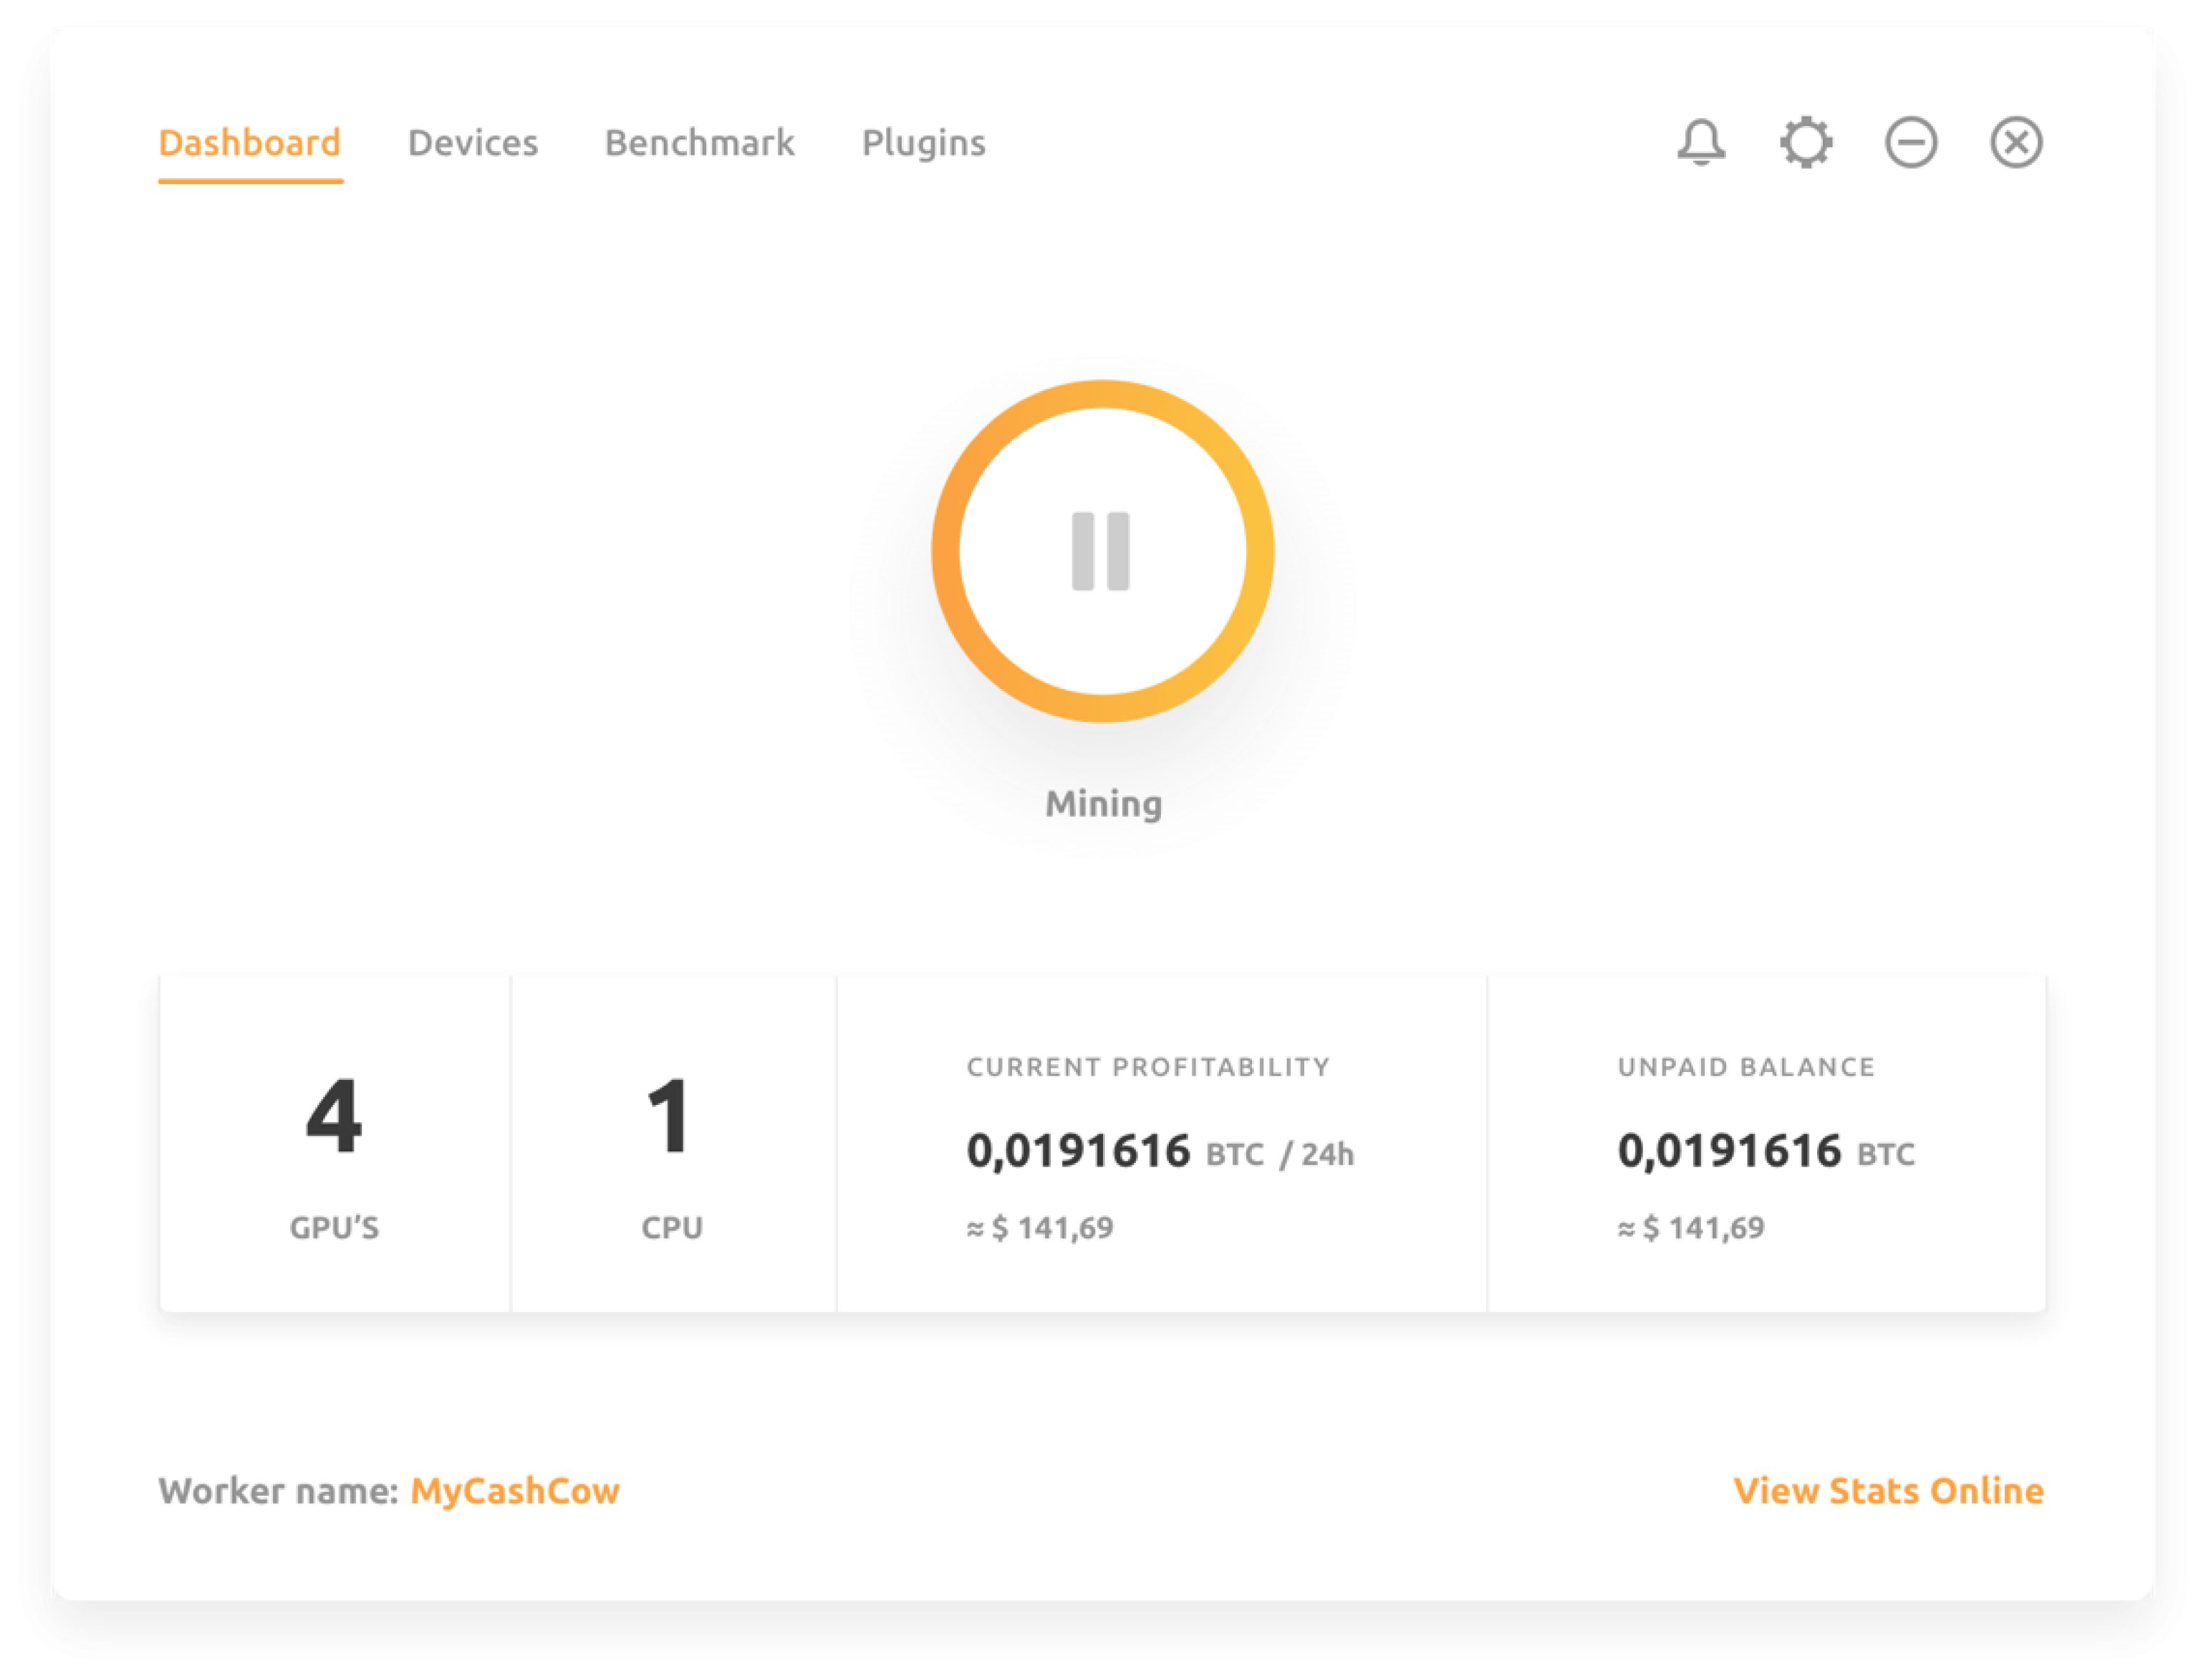 Dashboard Devices Benchmark Plugins
Mining
4
GPU’S
1
CPU
CURRENT PROFITABILITY
0,0191616 BTC / 24h
≈ $ 141,69
UNPAID BALANCE
0,0191616 BTC
≈ $ 141,69
Worker name: MyCashCow
View Stats Online